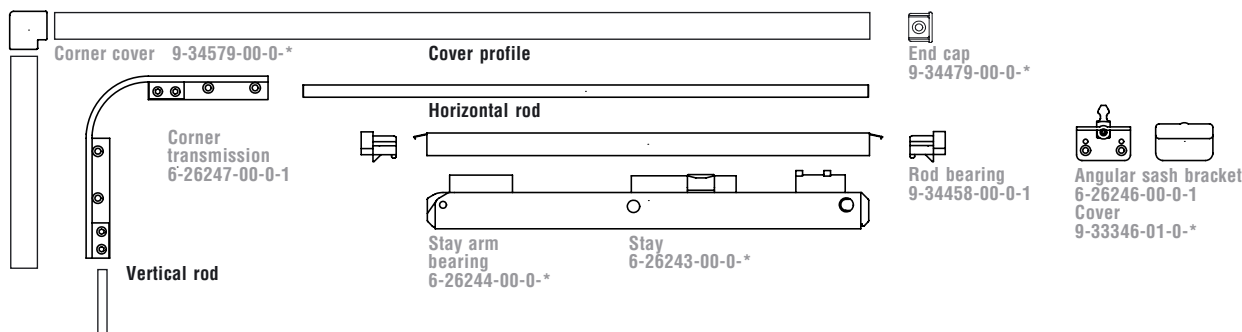 Corner cover 9-34579-00-0-*
Cover profile
End cap
9-34479-00-0-*
Horizontal rod
Corner
transmission
6-26247-00-0-1
Rod bearing
9-34458-00-0-1
Angular sash bracket
6-26246-00-0-1
Cover
9-33346-01-0-*
Stay arm
bearing
6-26244-00-0-*
Stay
6-26243-00-0-*
Vertical rod